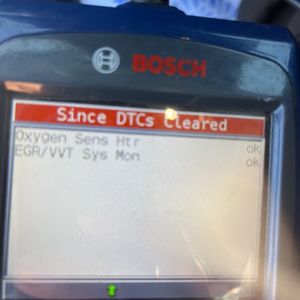 BOSCH
Since DTCs Cleared
Oxygen Sens Htr ok
EGR/VVT Sys Mon ok